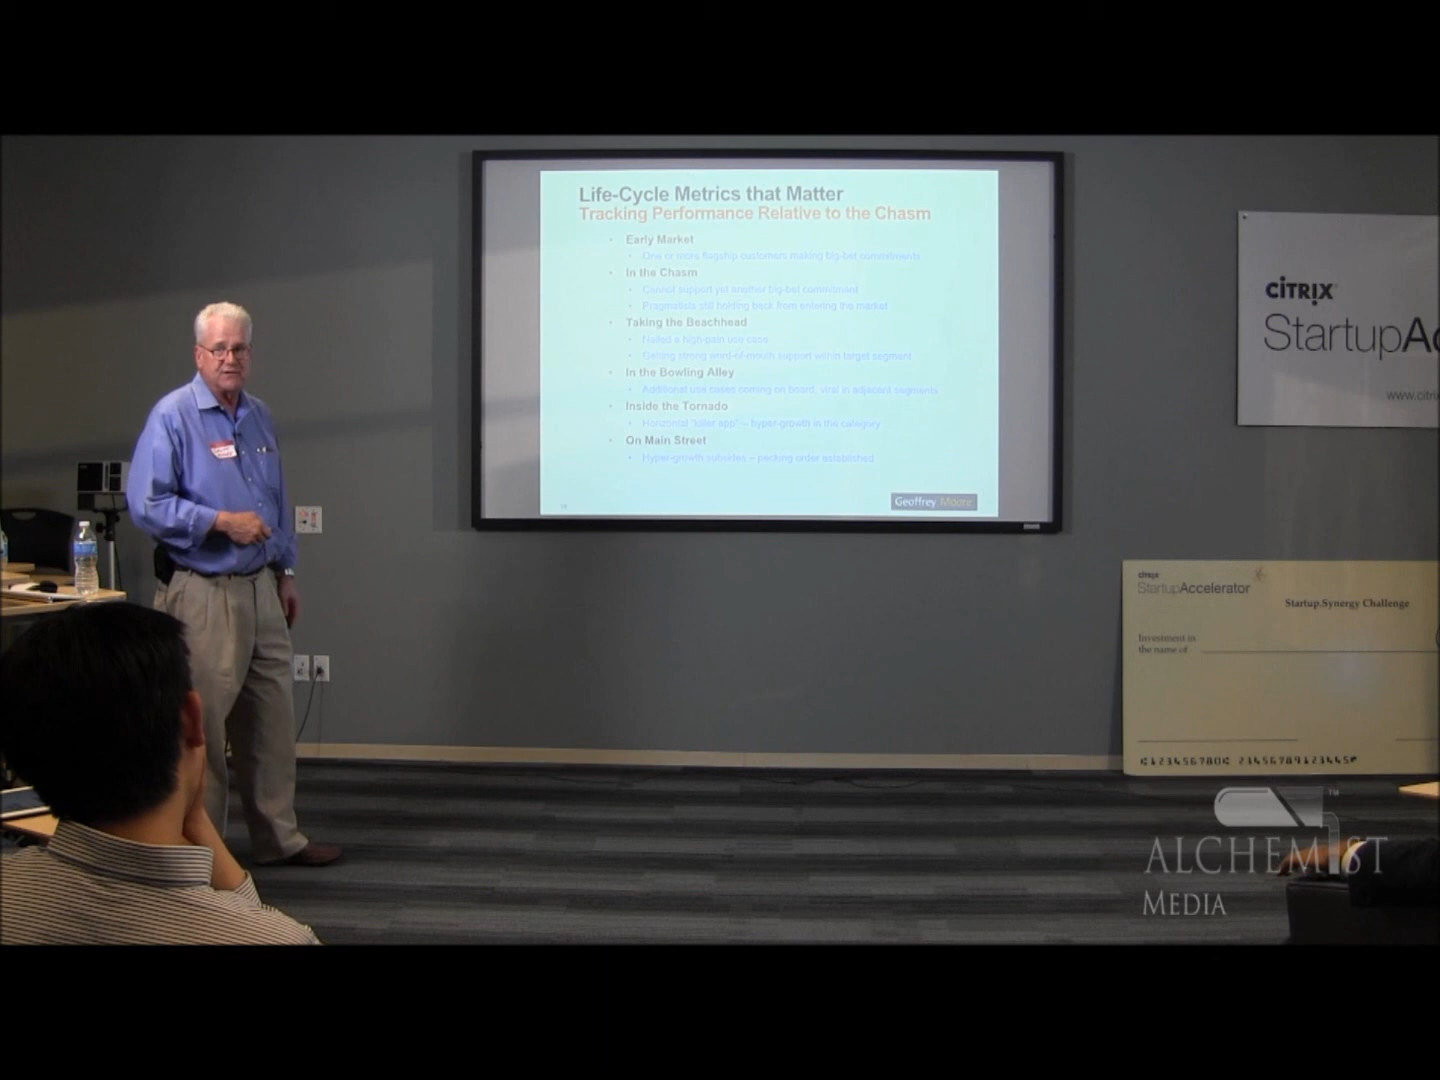 Life-Cycle Metrics that Matter
Tracking Performance Relative to the Chasm
• Early Market
• One or more flagship customers making big-bet commitments
• In the Chasm
• Cannot support yet another big-bet commitment
• Pragmatists still holding back from entering the market
• Taking the Beachhead
• Nailed a high-pain use case
• Getting strong word-of-mouth support within target segment
• In the Bowling Alley
• Additional use cases coming on board, viral in adjacent segments
• Inside the Tornado
• Horizontal "killer app" – hyper-growth in the category
• On Main Street
• Hyper-growth subsides – pecking order established
Geoffrey Moore
CITRIX
StartupAc
www.citri
citrix
StartupAccelerator
Startup.Synergy Challenge
Investment in
the name of
⑆123456780⑆ 23456789123445⑈
ALCHEMIST
MEDIA
TM